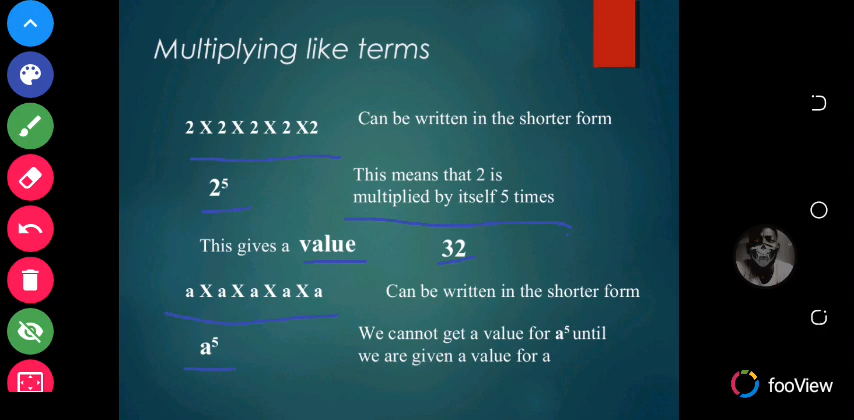 Multiplying like terms
2 X 2 X 2 X 2 X2
Can be written in the shorter form
2⁵
This means that 2 is
multiplied by itself 5 times
This gives a value
32
a X a X a X a X a
Can be written in the shorter form
a⁵
We cannot get a value for a⁵ until
we are given a value for a
fooView